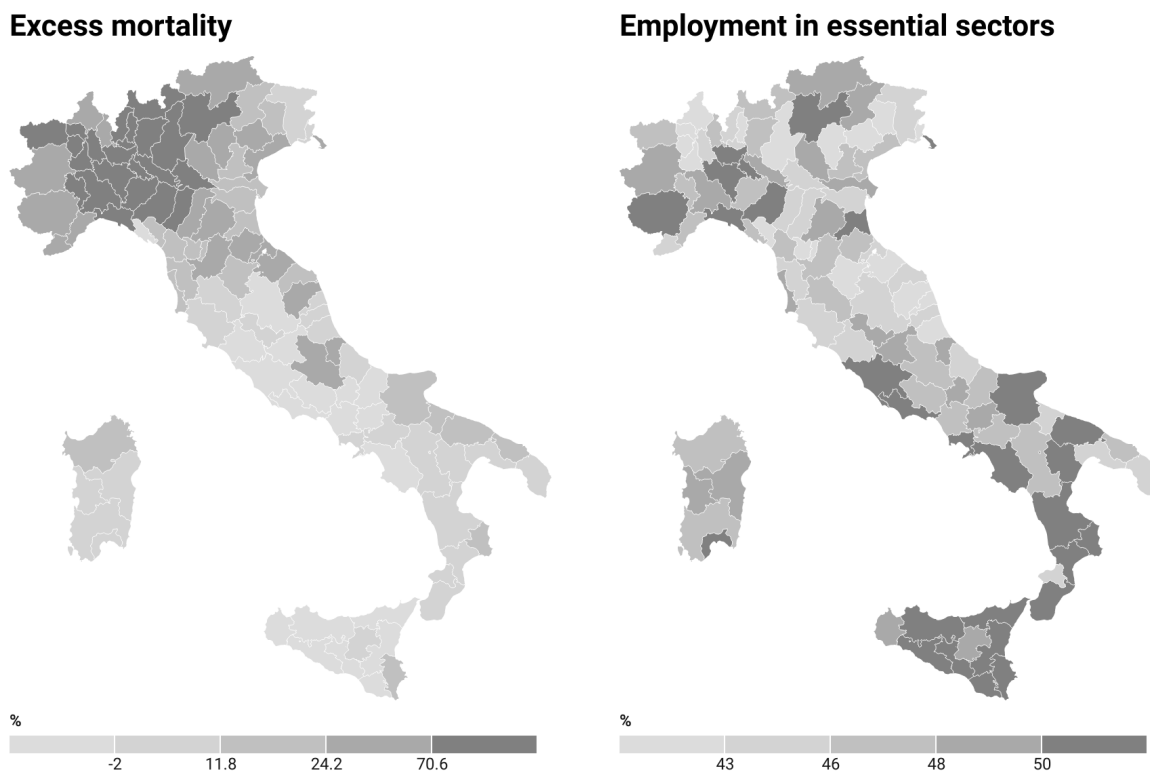 Excess mortality
Employment in essential sectors
%
-2 11.8 24.2 70.6
%
43 46 48 50